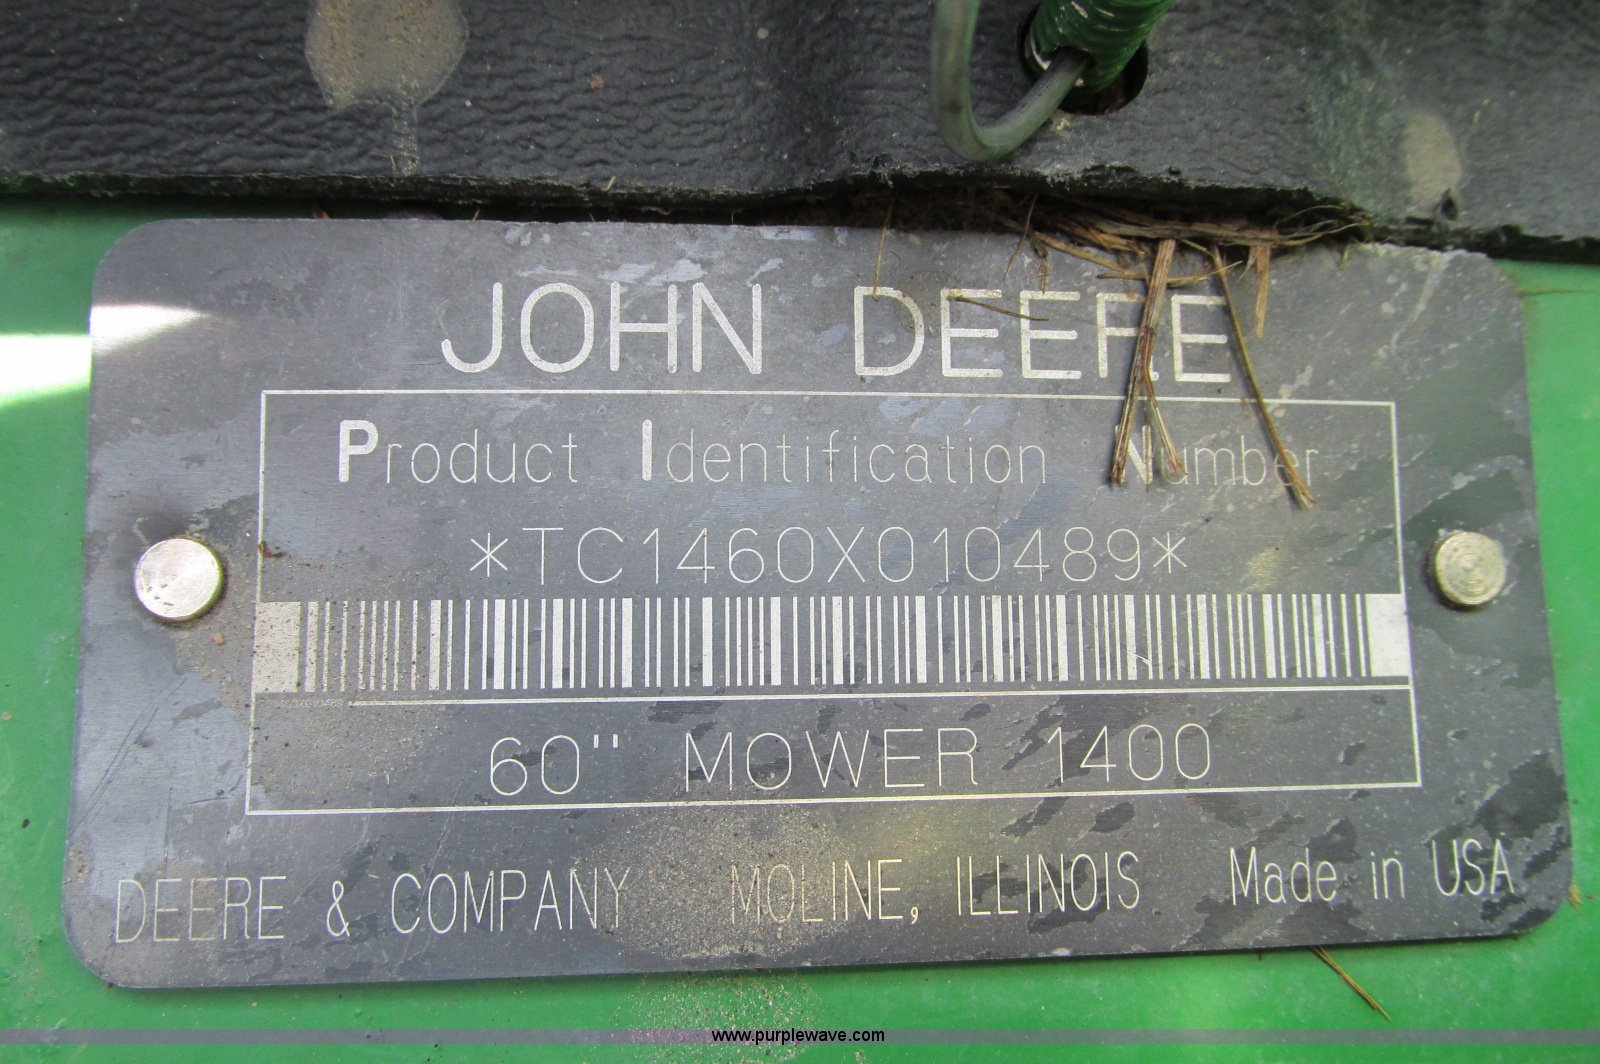 JOHN DEERE
Product Identification Number
*TC1460X010489*
60" MOWER 1400
DEERE & COMPANY MOLINE, ILLINOIS Made in USA
www.purplewave.com